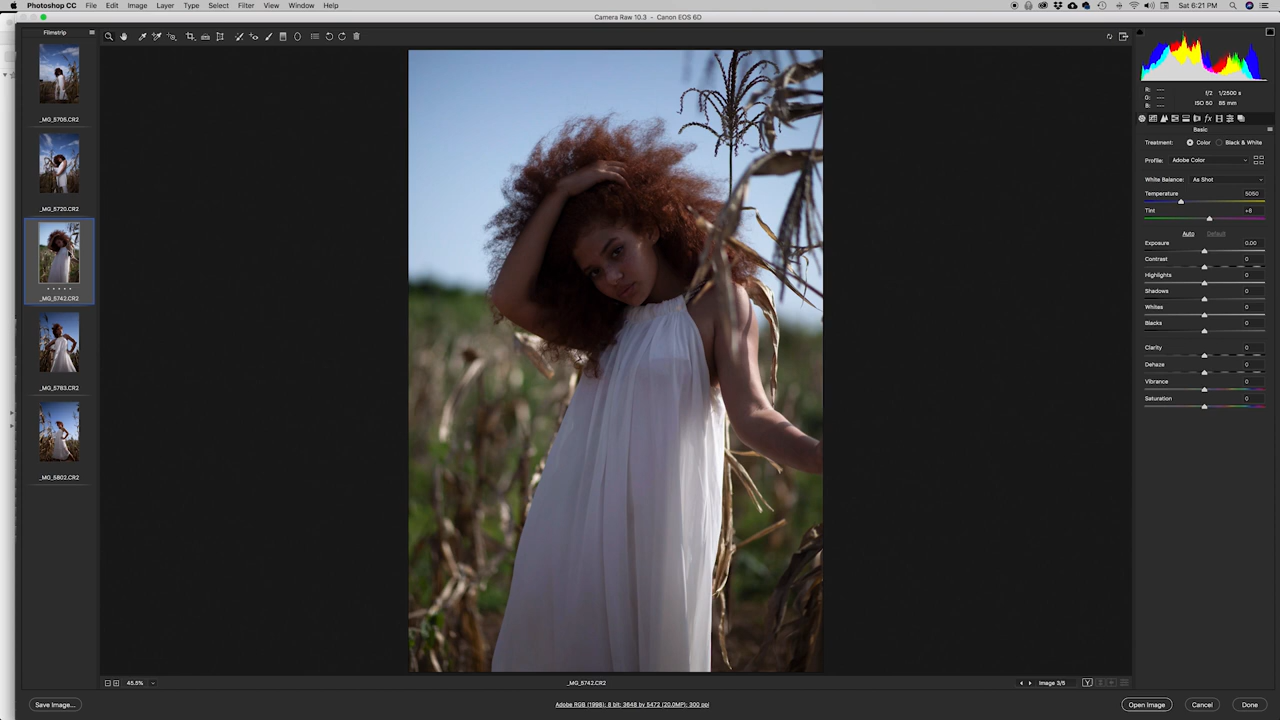 Photoshop CC File Edit Image Layer Type Select Filter View Window Help Sat 6:21 PM
Camera Raw 10.3 - Canon EOS 6D
Filmstrip
_MG_5706.CR2
_MG_5720.CR2
_MG_5742.CR2
_MG_5783.CR2
_MG_5802.CR2
R: ---
G: ---
B: ---
f/2 1/2500 s
ISO 50 85 mm
fx
Basic
Treatment: Color Black & White
Profile: Adobe Color
White Balance: As Shot
Temperature 5050
Tint +6
Auto Default
Exposure 0.00
Contrast 0
Highlights 0
Shadows 0
Whites 0
Blacks 0
Clarity 0
Dehaze 0
Vibrance 0
Saturation 0
45.5% _MG_5742.CR2 Image 3/5 Y
Save Image... Adobe RGB (1998); 8 bit; 3648 by 5472 (20.0MP); 300 ppi Open Image Cancel Done